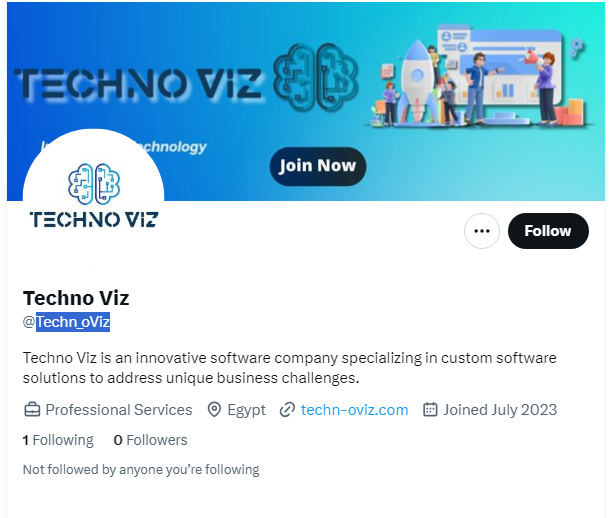 TECHNO VIZ
In chnology
Join Now
TECHNO VIZ
Follow
Techno Viz
@Techn_oViz
Techno Viz is an innovative software company specializing in custom software
solutions to address unique business challenges.
Professional Services Egypt techn-oviz.com Joined July 2023
1 Following 0 Followers
Not followed by anyone you’re following